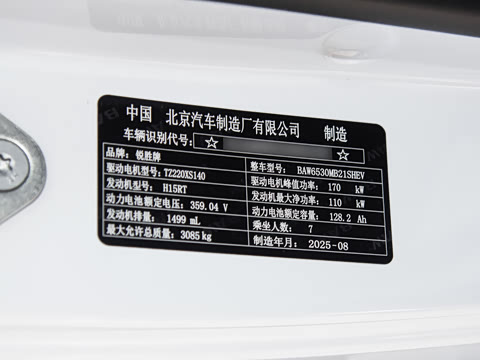 中国 北京汽车制造厂有限公司 制造
车辆识别代号: ☆ ☆
品牌: 锐胜牌 整车型号: BAW6530MB21SHEV
驱动电机型号: TZ220XS140 驱动电机峰值功率: 170 kW
发动机型号: H15RT 发动机最大净功率: 110 kW
动力电池额定电压: 359.04 V 动力电池额定容量: 128.2 Ah
发动机排量: 1499 mL 乘坐人数: 7
最大允许总质量: 3085 kg 制造年月: 2025-08